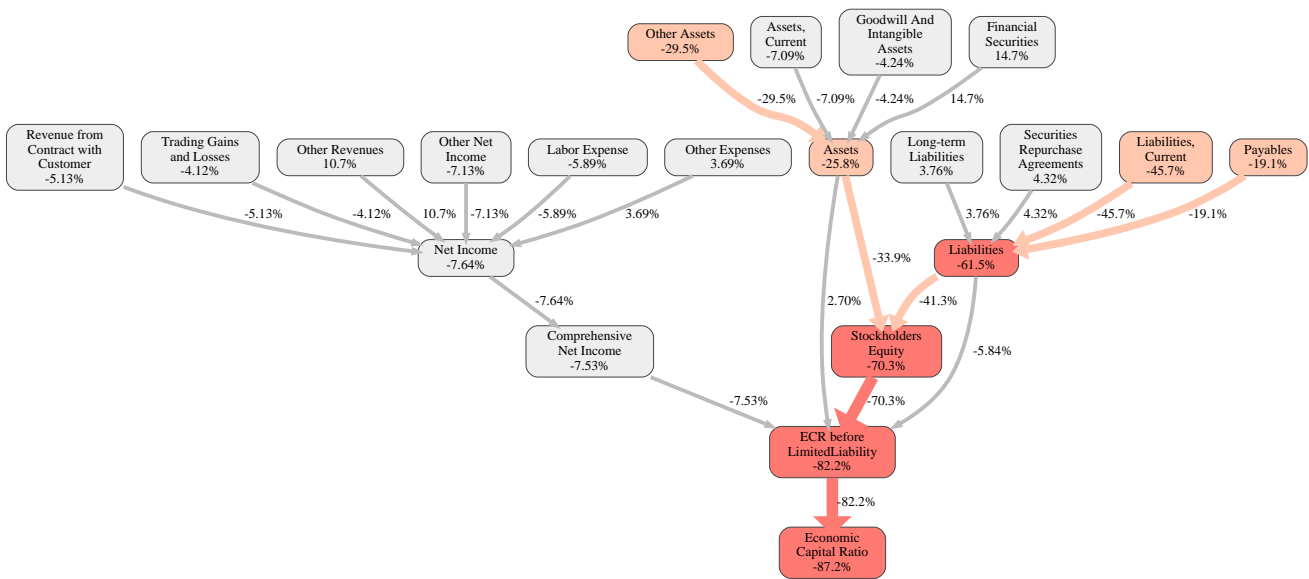 Other Assets
-29.5%
Assets,
Current
-7.09%
Goodwill And
Intangible
Assets
-4.24%
Financial
Securities
14.7%
-29.5%
-7.09%
-4.24%
14.7%
Revenue from
Contract with
Customer
-5.13%
Trading Gains
and Losses
-4.12%
Other Revenues
10.7%
Other Net
Income
-7.13%
Labor Expense
-5.89%
Other Expenses
3.69%
Assets
-25.8%
Long-term
Liabilities
3.76%
Securities
Repurchase
Agreements
4.32%
Liabilities,
Current
-45.7%
Payables
-19.1%
-5.13%
-4.12%
10.7%
-7.13%
-5.89%
3.69%
3.76%
4.32%
-45.7%
-19.1%
Net Income
-7.64%
Liabilities
-61.5%
-33.9%
-7.64%
2.70%
-41.3%
Comprehensive
Net Income
-7.53%
Stockholders
Equity
-70.3%
-5.84%
-7.53%
-70.3%
ECR before
LimitedLiability
-82.2%
-82.2%
Economic
Capital Ratio
-87.2%